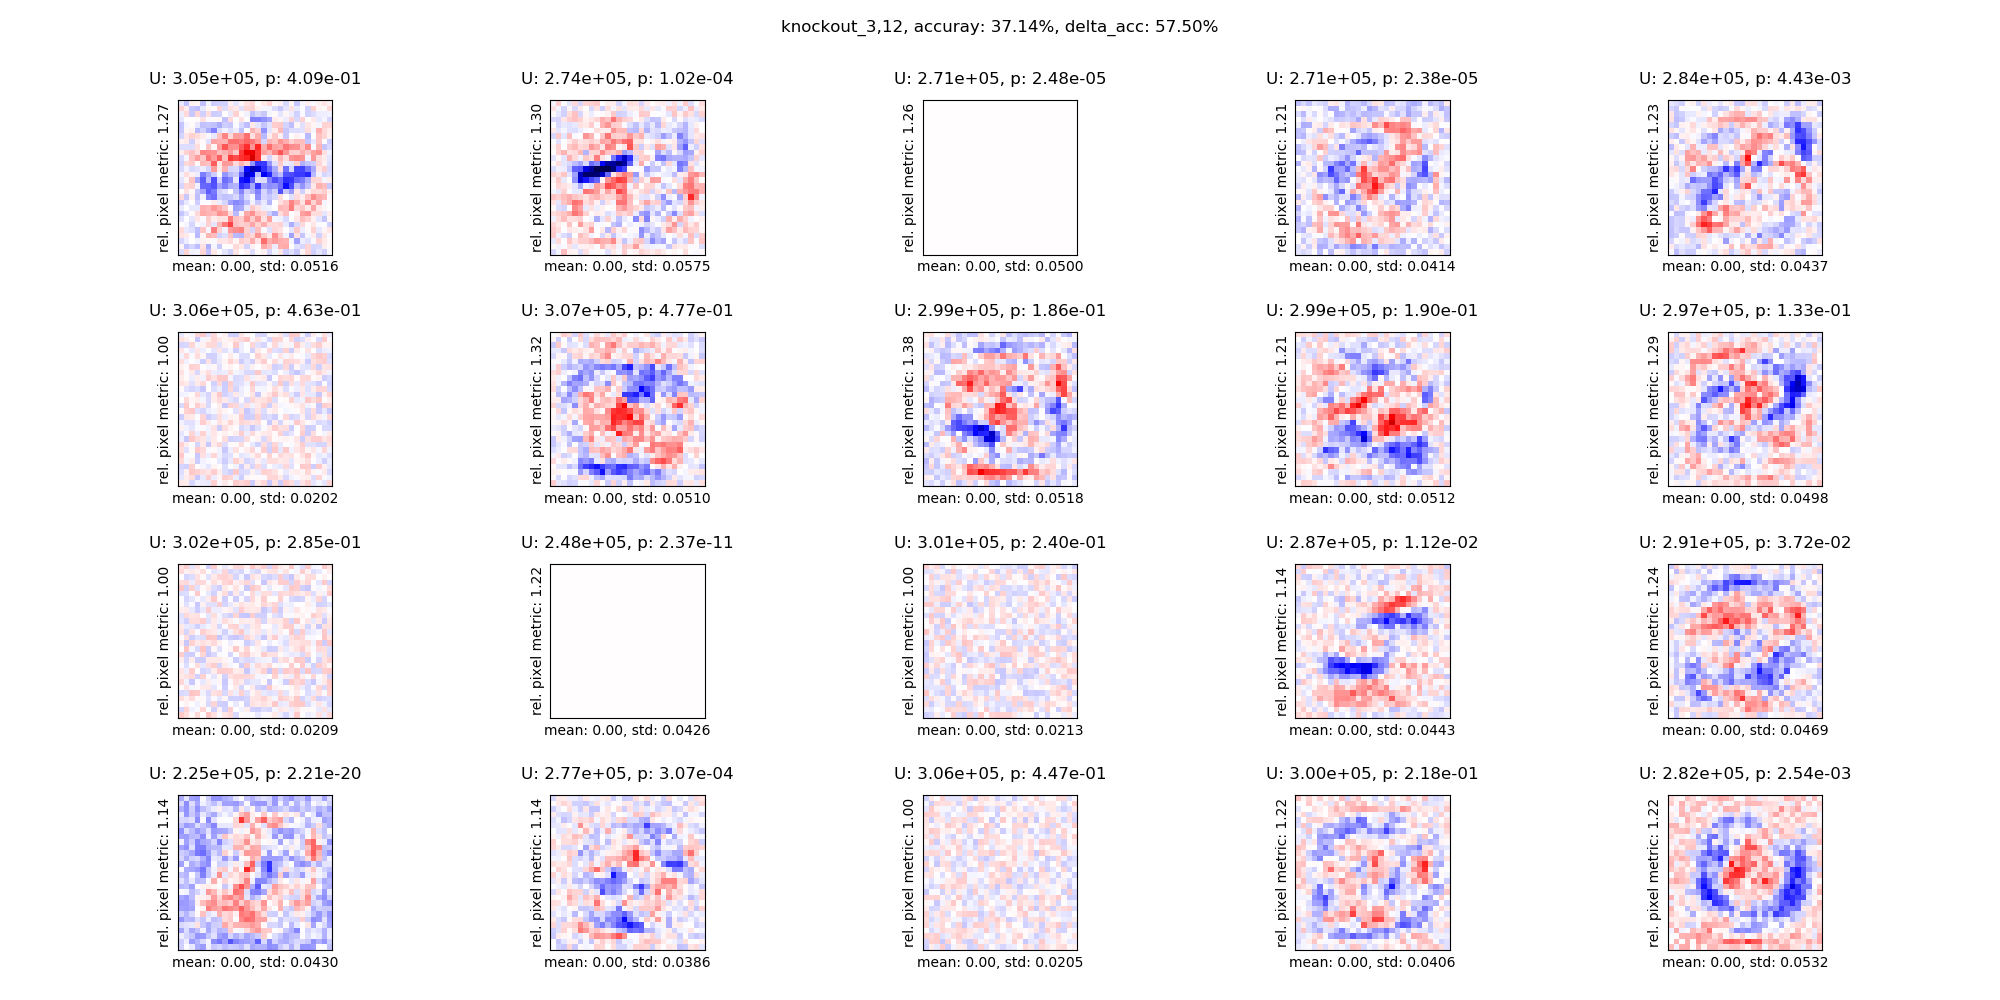 knockout_3,12, accuray: 37.14%, delta_acc: 57.50%
U: 3.05e+05, p: 4.09e-01
rel. pixel metric: 1.27
mean: 0.00, std: 0.0516
U: 2.74e+05, p: 1.02e-04
rel. pixel metric: 1.30
mean: 0.00, std: 0.0575
U: 2.71e+05, p: 2.48e-05
rel. pixel metric: 1.26
mean: 0.00, std: 0.0500
U: 2.71e+05, p: 2.38e-05
rel. pixel metric: 1.21
mean: 0.00, std: 0.0414
U: 2.84e+05, p: 4.43e-03
rel. pixel metric: 1.23
mean: 0.00, std: 0.0437
U: 3.06e+05, p: 4.63e-01
rel. pixel metric: 1.00
mean: 0.00, std: 0.0202
U: 3.07e+05, p: 4.77e-01
rel. pixel metric: 1.32
mean: 0.00, std: 0.0510
U: 2.99e+05, p: 1.86e-01
rel. pixel metric: 1.38
mean: 0.00, std: 0.0518
U: 2.99e+05, p: 1.90e-01
rel. pixel metric: 1.21
mean: 0.00, std: 0.0512
U: 2.97e+05, p: 1.33e-01
rel. pixel metric: 1.29
mean: 0.00, std: 0.0498
U: 3.02e+05, p: 2.85e-01
rel. pixel metric: 1.00
mean: 0.00, std: 0.0209
U: 2.48e+05, p: 2.37e-11
rel. pixel metric: 1.22
mean: 0.00, std: 0.0426
U: 3.01e+05, p: 2.40e-01
rel. pixel metric: 1.00
mean: 0.00, std: 0.0213
U: 2.87e+05, p: 1.12e-02
rel. pixel metric: 1.14
mean: 0.00, std: 0.0443
U: 2.91e+05, p: 3.72e-02
rel. pixel metric: 1.24
mean: 0.00, std: 0.0469
U: 2.25e+05, p: 2.21e-20
rel. pixel metric: 1.14
mean: 0.00, std: 0.0430
U: 2.77e+05, p: 3.07e-04
rel. pixel metric: 1.14
mean: 0.00, std: 0.0386
U: 3.06e+05, p: 4.47e-01
rel. pixel metric: 1.00
mean: 0.00, std: 0.0205
U: 3.00e+05, p: 2.18e-01
rel. pixel metric: 1.22
mean: 0.00, std: 0.0406
U: 2.82e+05, p: 2.54e-03
rel. pixel metric: 1.22
mean: 0.00, std: 0.0532